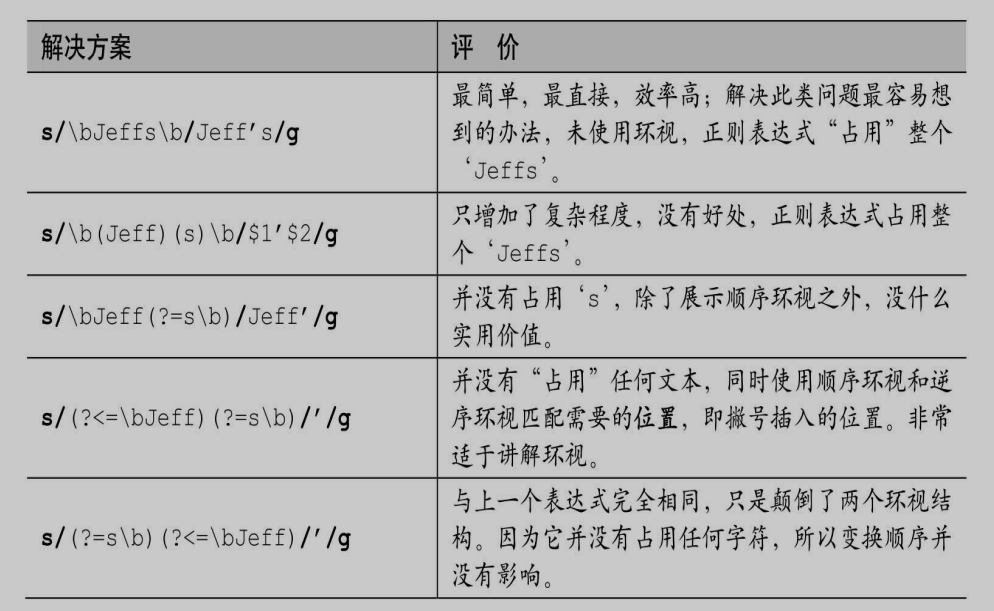 解决方案
评 价
s/\bJeffs\b/Jeff's/g
最简单，最直接，效率高；解决此类问题最容易想
到的办法，未使用环视，正则表达式“占用”整个
‘Jeffs’。
s/\b(Jeff)(s)\b/$1'$2/g
只增加了复杂程度，没有好处，正则表达式占用整
个‘Jeffs’。
s/\bJeff(?=s\b)/Jeff'/g
并没有占用‘s’，除了展示顺序环视之外，没什么
实用价值。
s/(?<=\bJeff)(?=s\b)/'/g
并没有“占用”任何文本，同时使用顺序环视和逆
序环视匹配需要的位置，即撇号插入的位置。非常
适于讲解环视。
s/(?=s\b)(?<=\bJeff)/'/g
与上一个表达式完全相同，只是颠倒了两个环视结
构。因为它并没有占用任何字符，所以变换顺序并
没有影响。